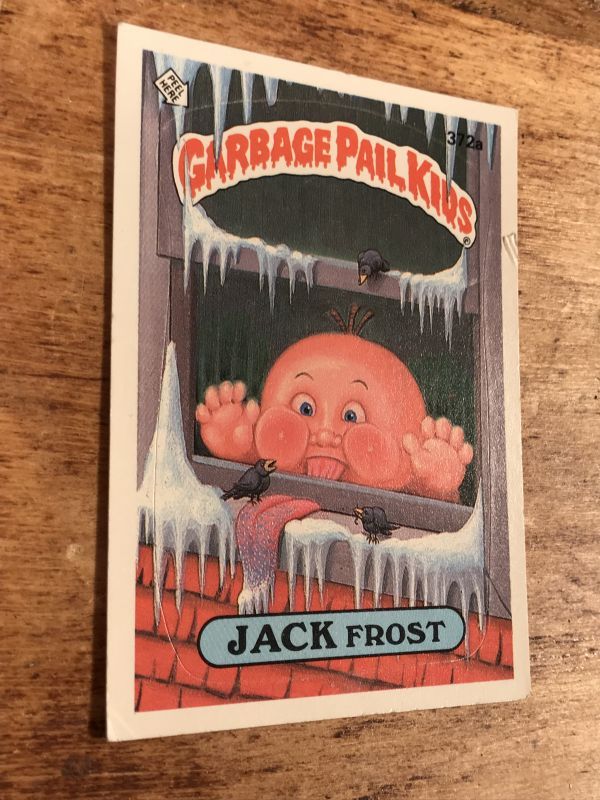 PEEL
HERE
372a
GARBAGE PAIL KIDS
®
JACK FROST